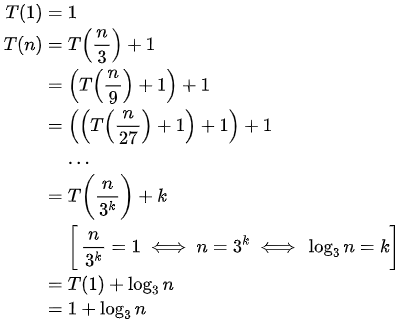 T(1) = 1
T(n) = T(n/3) + 1
= (T(n/9) + 1) + 1
= ((T(n/27) + 1) + 1) + 1
...
= T(n/3^k) + k
[n/3^k = 1 ⟺ n = 3^k ⟺ log_3 n = k]
= T(1) + log_3 n
= 1 + log_3 n